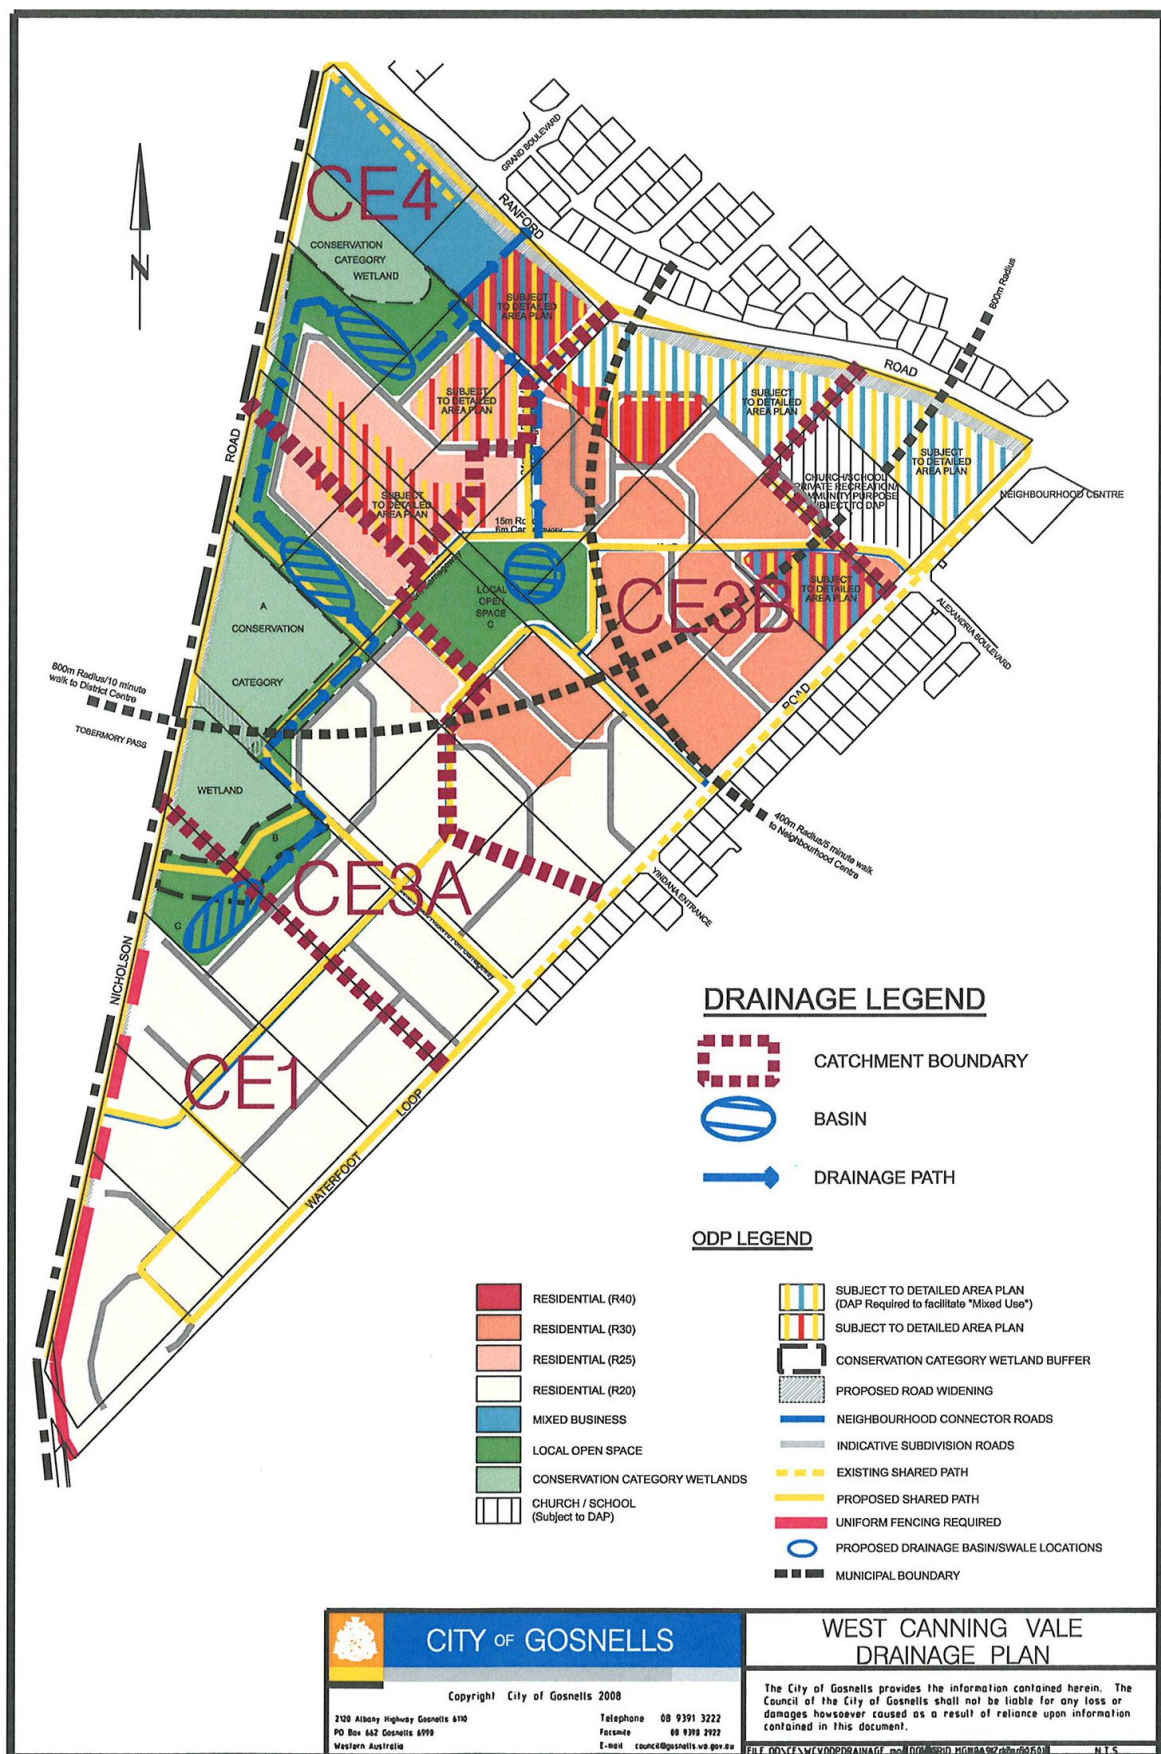 GRAND BOULEVARD
RANFORD
CE4
CONSERVATION
CATEGORY
WETLAND
N
800m Radius
SUBJECT
TO DETAILED
AREA PLAN
ROAD
SUBJECT
TO DETAILED
AREA PLAN
SUBJECT
TO DETAILED
AREA PLAN
ROAD
SUBJECT
TO DETAILED
AREA PLAN
CHURCH/SCHOOL
NEIGHBOURHOOD CENTRE
SUBJECT
TO DETAILED
AREA PLAN
15m
LOCAL
OPEN
SPACE
C
CE3B
SUBJECT
TO DETAILED
AREA PLAN
ALEXANDRIA BOULEVARD
A
CONSERVATION
CATEGORY
800m Radius/10 minute
walk to District Centre
TOBERMORY PASS
ROAD
WETLAND
B
400m Radius/5 minute walk
to Neighbourhood Centre
CE3A
YINDANA ENTRANCE
C
NICHOLSON
CE1
LOOP
WATERFOOT
DRAINAGE LEGEND
CATCHMENT BOUNDARY
BASIN
DRAINAGE PATH
ODP LEGEND
RESIDENTIAL (R40)
RESIDENTIAL (R30)
RESIDENTIAL (R25)
RESIDENTIAL (R20)
MIXED BUSINESS
LOCAL OPEN SPACE
CONSERVATION CATEGORY WETLANDS
CHURCH / SCHOOL
(Subject to DAP)
SUBJECT TO DETAILED AREA PLAN
(DAP Required to facilitate "Mixed Use")
SUBJECT TO DETAILED AREA PLAN
CONSERVATION CATEGORY WETLAND BUFFER
PROPOSED ROAD WIDENING
NEIGHBOURHOOD CONNECTOR ROADS
INDICATIVE SUBDIVISION ROADS
EXISTING SHARED PATH
PROPOSED SHARED PATH
UNIFORM FENCING REQUIRED
PROPOSED DRAINAGE BASIN/SWALE LOCATIONS
MUNICIPAL BOUNDARY
CITY OF GOSNELLS
Copyright City of Gosnells 2008
2120 Albany Highway Gosnells 6110
PO Box 662 Gosnells 6990
Western Australia
Telephone 08 9391 3222
Facsmile 08 9398 2922
E-mail council@gosnells.wa.gov.au
WEST CANNING VALE
DRAINAGE PLAN
The City of Gosnells provides the information contained herein. The
Council of the City of Gosnells shall not be liable for any loss or
damages howsoever caused as a result of reliance upon information
contained in this document.
N.T.S.